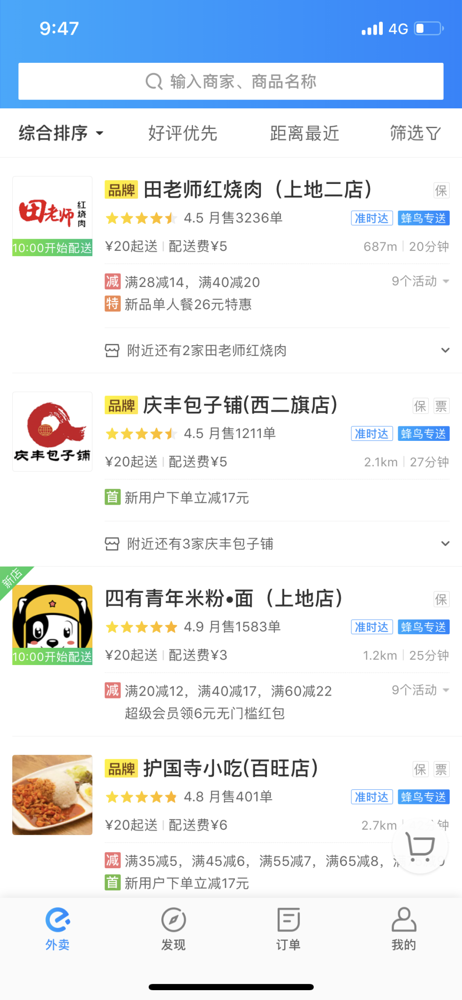 9:47
4G
输入商家、商品名称
综合排序 好评优先 距离最近 筛选
田老师 红烧肉
10:00开始配送
品牌 田老师红烧肉（上地二店） 保
4.5 月售3236单 准时达 蜂鸟专送
¥20起送 配送费¥5 687m 20分钟
减 满28减14，满40减20 9个活动
特 新品单人餐26元特惠
附近还有2家田老师红烧肉
庆丰包子铺
品牌 庆丰包子铺(西二旗店) 保 票
4.5 月售1211单 准时达 蜂鸟专送
¥20起送 配送费¥5 2.1km 27分钟
首 新用户下单立减17元
附近还有3家庆丰包子铺
新店
10:00开始配送
四有青年米粉•面（上地店） 保
4.9 月售1583单 准时达 蜂鸟专送
¥20起送 配送费¥3 1.2km 25分钟
减 满20减12，满40减17，满60减22 9个活动
超级会员领6元无门槛红包
品牌 护国寺小吃(百旺店) 保 票
4.8 月售401单 准时达 蜂鸟专送
¥20起送 配送费¥6 2.7km 钟
减 满35减5，满45减6，满55减7，满65减8，
首 新用户下单立减17元
外卖 发现 订单 我的